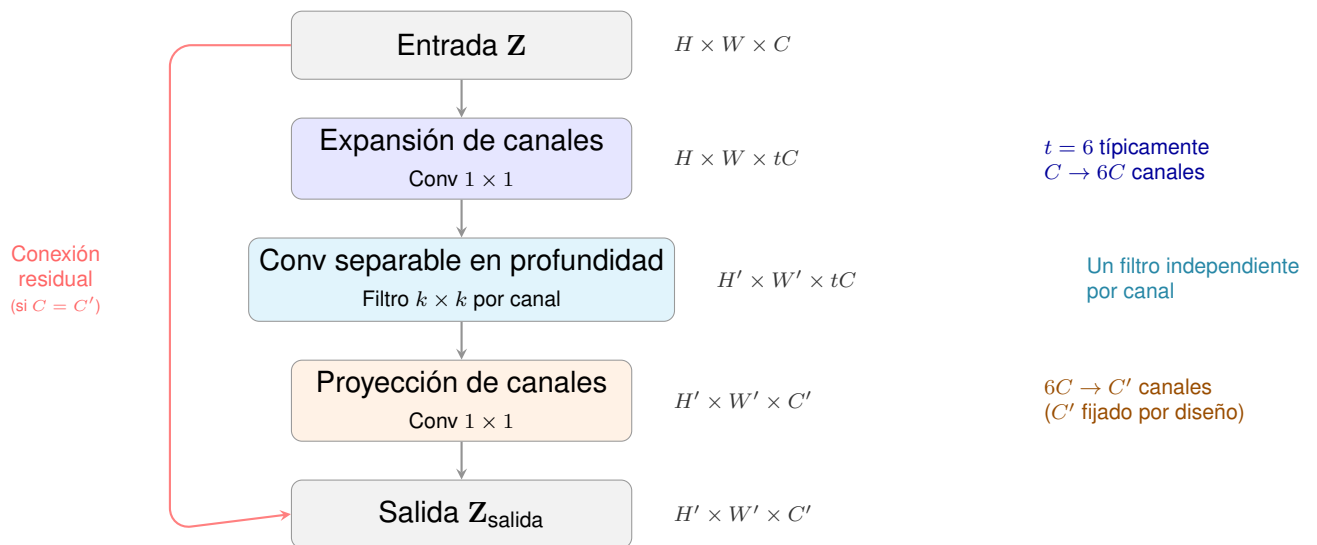 Entrada Z
H × W × C
Expansión de canales
Conv 1 × 1
H × W × tC
t = 6 típicamente
C → 6C canales
Conexión
residual
(si C = C′)
Conv separable en profundidad
Filtro k × k por canal
H′ × W′ × tC
Un filtro independiente
por canal
Proyección de canales
Conv 1 × 1
H′ × W′ × C′
6C → C′ canales
(C′ fijado por diseño)
Salida Z_salida
H′ × W′ × C′